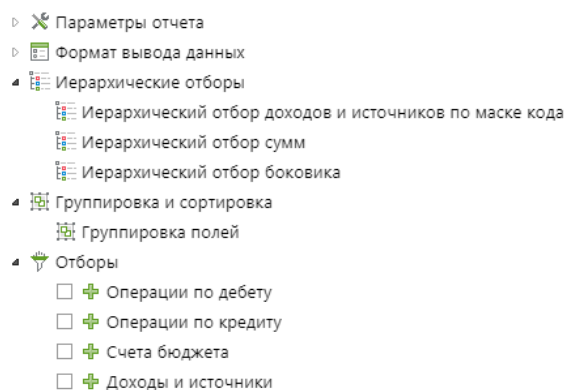 Параметры отчета
Формат вывода данных
Иерархические отборы
Иерархический отбор доходов и источников по маске кода
Иерархический отбор сумм
Иерархический отбор боковика
Группировка и сортировка
Группировка полей
Отборы
Операции по дебету
Операции по кредиту
Счета бюджета
Доходы и источники